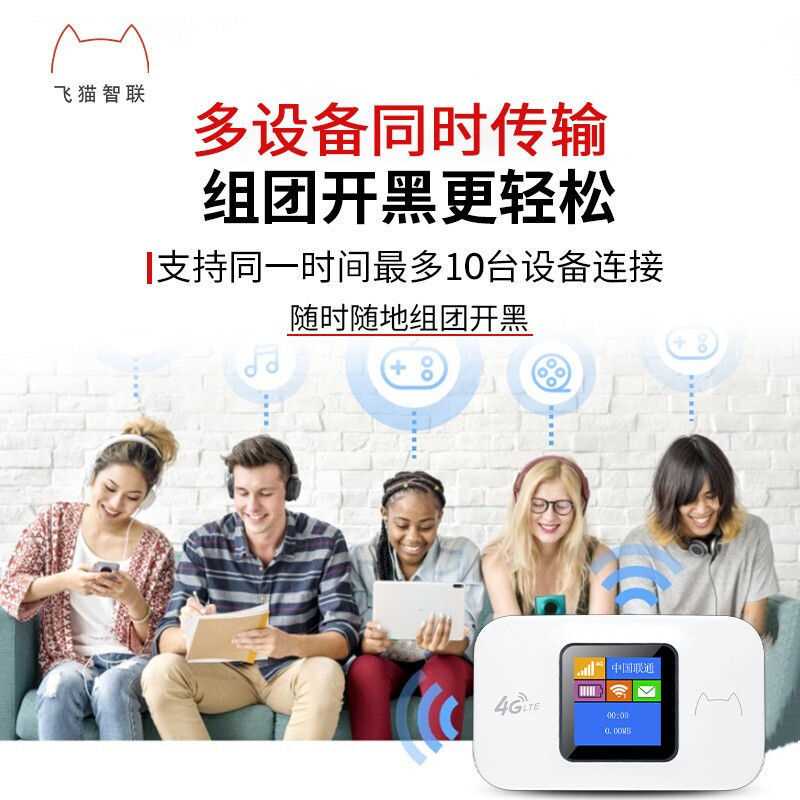 飞猫智联
多设备同时传输
组团开黑更轻松
支持同一时间最多10台设备连接
随时随地组团开黑
4G
中国联通
4GLTE
00:00
0.00MB